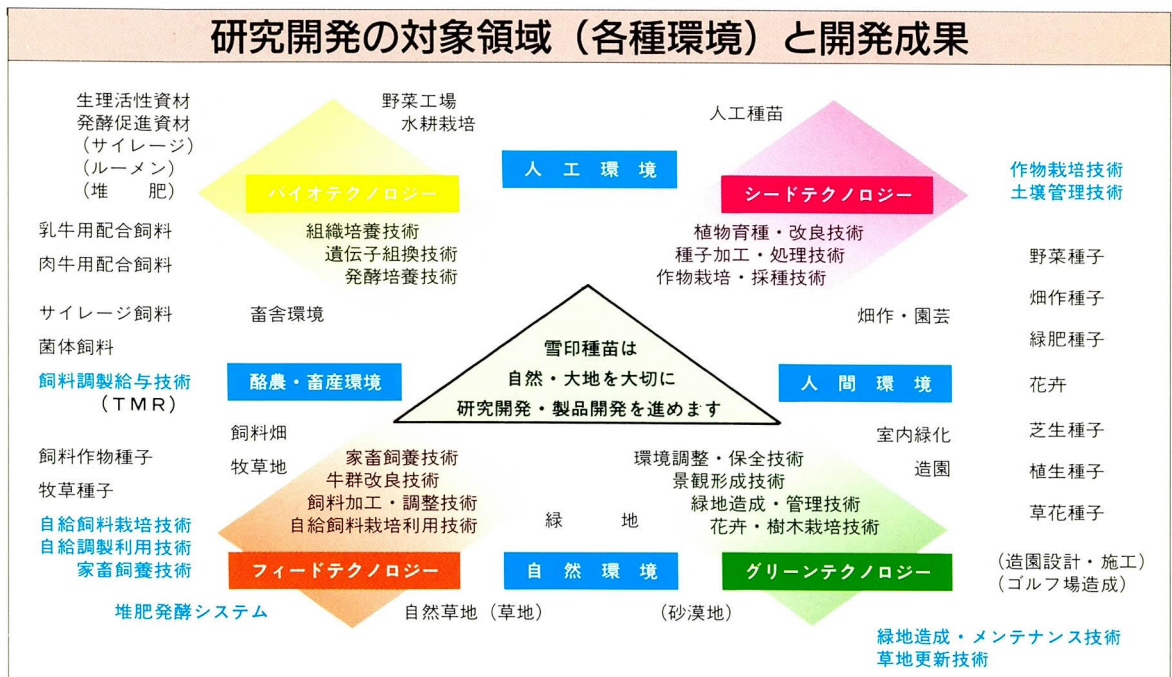 研究開発の対象領域（各種環境）と開発成果
生理活性資材
発酵促進資材
（サイレージ）
（ルーメン）
（堆　　肥）
野菜工場
水耕栽培
人工環境
人工種苗
作物栽培技術
土壌管理技術
バイオテクノロジー
シードテクノロジー
乳牛用配合飼料
肉牛用配合飼料
サイレージ飼料
菌体飼料
飼料調製給与技術
（TMR）
飼料作物種子
牧草種子
自給飼料栽培技術
自給調製利用技術
家畜飼養技術
堆肥発酵システム
組織培養技術
遺伝子組換技術
発酵培養技術
植物育種・改良技術
種子加工・処理技術
作物栽培・採種技術
畜舎環境
酪農・畜産環境
飼料畑
牧草地
雪印種苗は
自然・大地を大切に
研究開発・製品開発を進めます
畑作・園芸
人間環境
室内緑化
造園
野菜種子
畑作種子
緑肥種子
花卉
芝生種子
植生種子
草花種子
（造園設計・施工）
（ゴルフ場造成）
家畜飼養技術
牛群改良技術
飼料加工・調整技術
自給飼料栽培利用技術
環境調整・保全技術
景観形成技術
緑地造成・管理技術
花卉・樹木栽培技術
緑　　地
フィードテクノロジー
自然環境
グリーンテクノロジー
自然草地（草地）
（砂漠地）
緑地造成・メンテナンス技術
草地更新技術